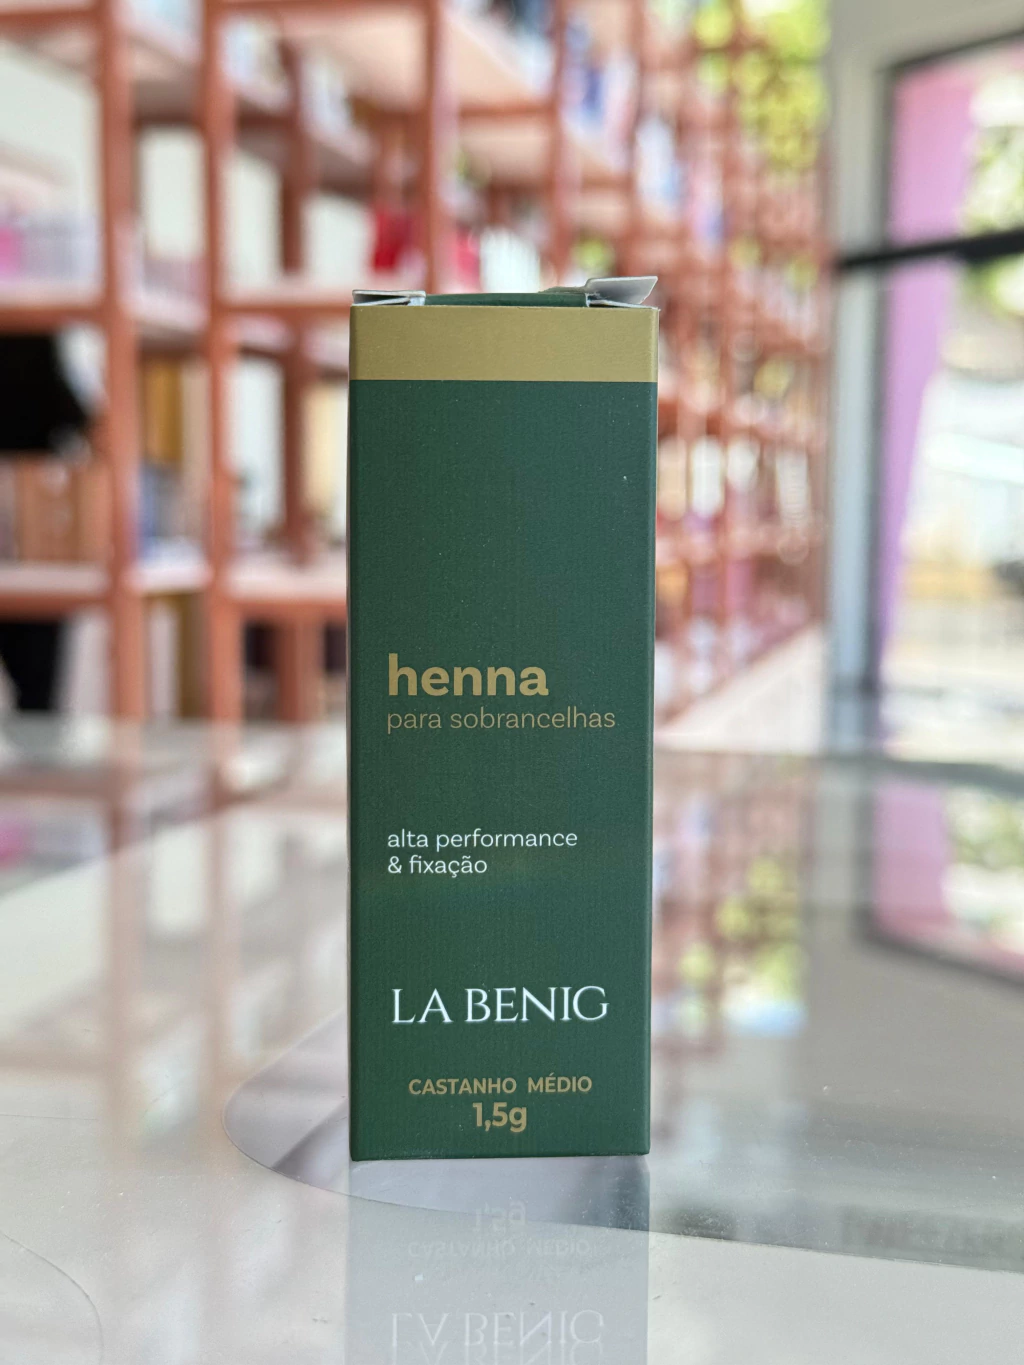 henna
para sobrancelhas
alta performance
& fixação
LA BENIG
CASTANHO MÉDIO
1,5g